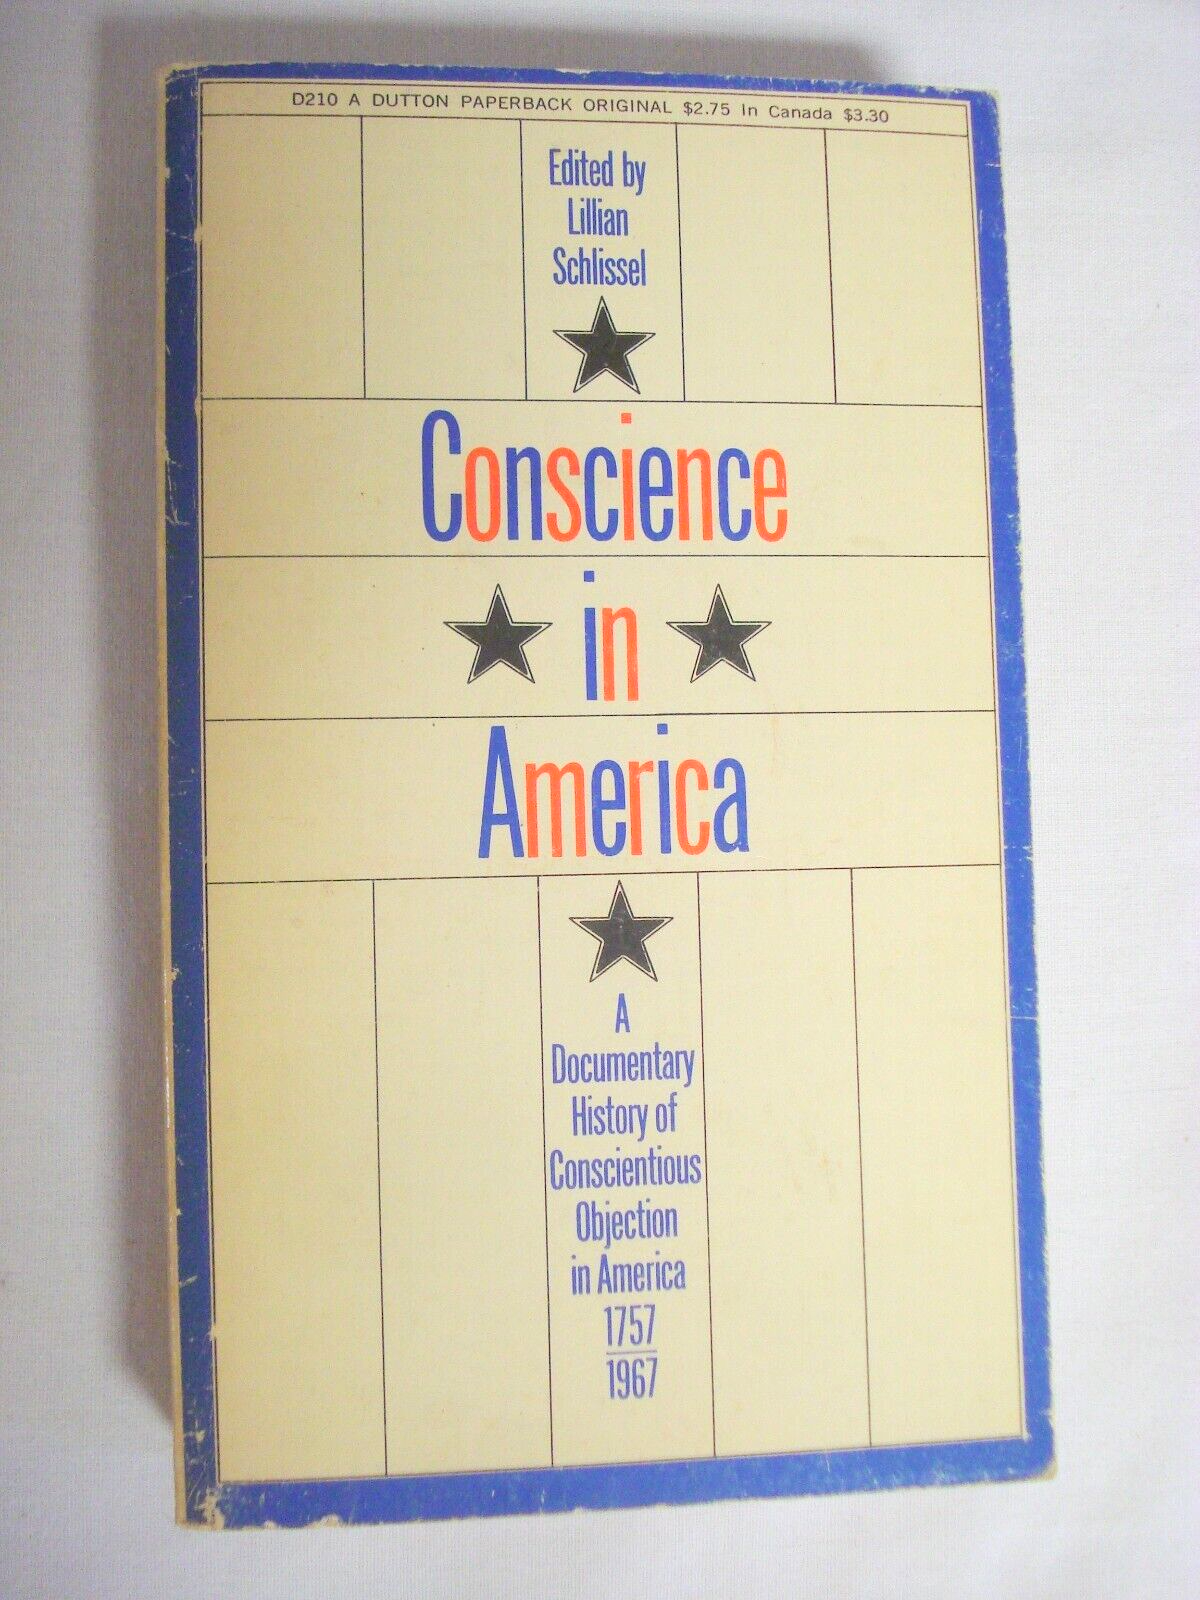 D210 A DUTTON PAPERBACK ORIGINAL $2.75 In Canada $3.30
Edited by
Lillian
Schlissel
Conscience
in
America
A
Documentary
History of
Conscientious
Objection
in America
1757
1967